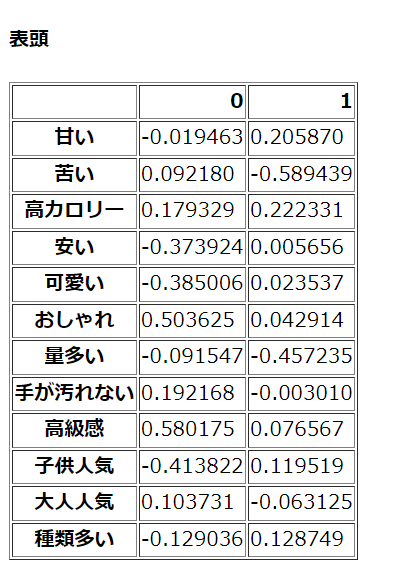 表頭
0 1
甘い -0.019463 0.205870
苦い 0.092180 -0.589439
高カロリー 0.179329 0.222331
安い -0.373924 0.005656
可愛い -0.385006 0.023537
おしゃれ 0.503625 0.042914
量多い -0.091547 -0.457235
手が汚れない 0.192168 -0.003010
高級感 0.580175 0.076567
子供人気 -0.413822 0.119519
大人人気 0.103731 -0.063125
種類多い -0.129036 0.128749